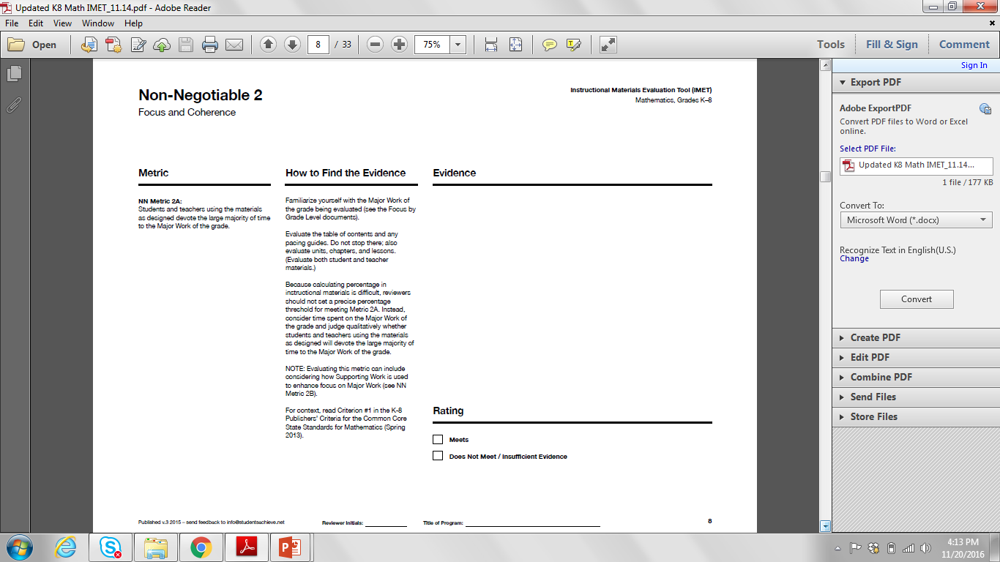 Updated K8 Math IMET_11.14.pdf - Adobe Reader
File Edit View Window Help
Open 8 / 33 75% Tools Fill & Sign Comment
Sign In
Non-Negotiable 2
Focus and Coherence
Instructional Materials Evaluation Tool (IMET)
Mathematics, Grades K–8
Metric
NN Metric 2A:
Students and teachers using the materials
as designed devote the large majority of time
to the Major Work of the grade.
How to Find the Evidence
Familiarize yourself with the Major Work of
the grade being evaluated (see the Focus by
Grade Level documents).
Evaluate the table of contents and any
pacing guides. Do not stop there; also
evaluate units, chapters, and lessons.
(Evaluate both student and teacher
materials.)
Because calculating percentage in
instructional materials is difficult, reviewers
should not set a precise percentage
threshold for meeting Metric 2A. Instead,
consider time spent on the Major Work of
the grade and judge qualitatively whether
students and teachers using the materials
as designed will devote the large majority of
time to the Major Work of the grade.
NOTE: Evaluating this metric can include
considering how Supporting Work is used
to enhance focus on Major Work (see NN
Metric 2B).
For context, read Criterion #1 in the K–8
Publishers' Criteria for the Common Core
State Standards for Mathematics (Spring
2013).
Evidence
Rating
Meets
Does Not Meet / Insufficient Evidence
Published v.3 2015 – send feedback to info@studentsachieve.net
Reviewer Initials:
Title of Program:
8
Export PDF
Adobe ExportPDF
Convert PDF files to Word or Excel
online.
Select PDF File:
Updated K8 Math IMET_11.14...
1 file / 177 KB
Convert To:
Microsoft Word (*.docx)
Recognize Text in English(U.S.)
Change
Convert
Create PDF
Edit PDF
Combine PDF
Send Files
Store Files
4:13 PM
11/20/2016